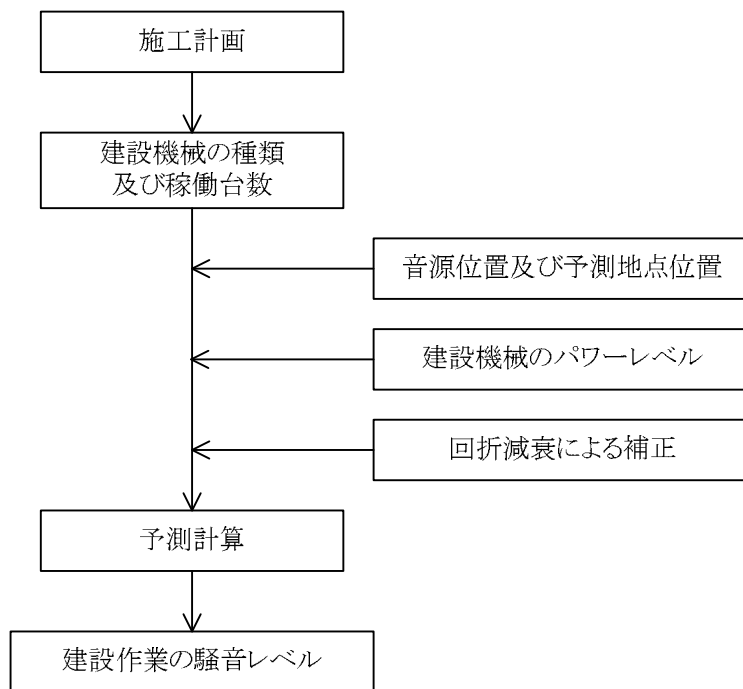 施工計画
建設機械の種類
及び稼働台数
音源位置及び予測地点位置
建設機械のパワーレベル
回折減衰による補正
予測計算
建設作業の騒音レベル